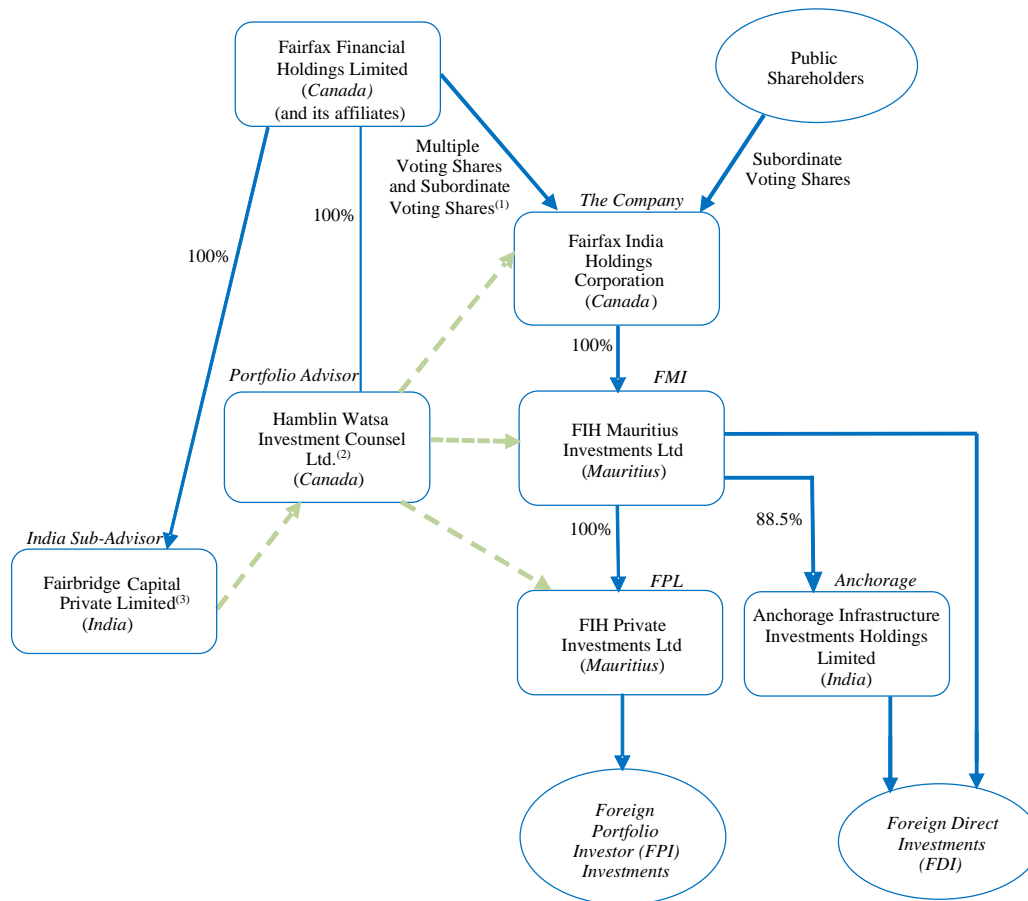 Fairfax Financial
Holdings Limited
(Canada)
(and its affiliates)
Public
Shareholders
Multiple
Voting Shares
and Subordinate
Voting Shares(1)
Subordinate
Voting Shares
100%
100%
The Company
Fairfax India
Holdings
Corporation
(Canada)
100%
Portfolio Advisor
Hamblin Watsa
Investment Counsel
Ltd.(2)
(Canada)
FMI
FIH Mauritius
Investments Ltd
(Mauritius)
100%
88.5%
India Sub-Advisor
Fairbridge Capital
Private Limited(3)
(India)
FPL
FIH Private
Investments Ltd
(Mauritius)
Anchorage
Anchorage Infrastructure
Investments Holdings
Limited
(India)
Foreign
Portfolio
Investor (FPI)
Investments
Foreign Direct
Investments
(FDI)